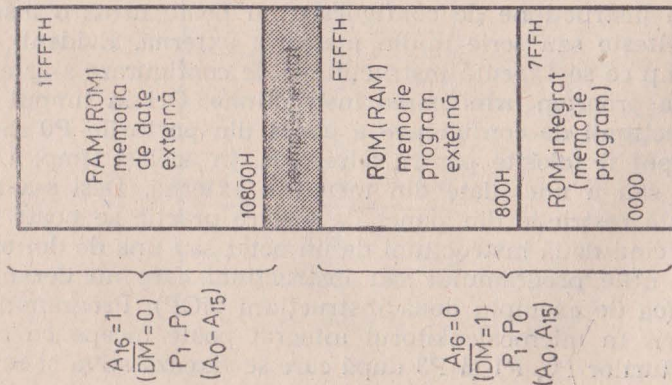 1FFFFH
RAM(ROM)
memoria
de date
externă
10800H
neimplementat
FFFFH
ROM(RAM)
memorie
program
externă
800H
7FFH
ROM integrat
(memorie
pogram)
0000
A16=1
(DM=0)
P1-P0
(A0-A15)
A16=0
(DM=1)
P1-P0
(A0-A15)